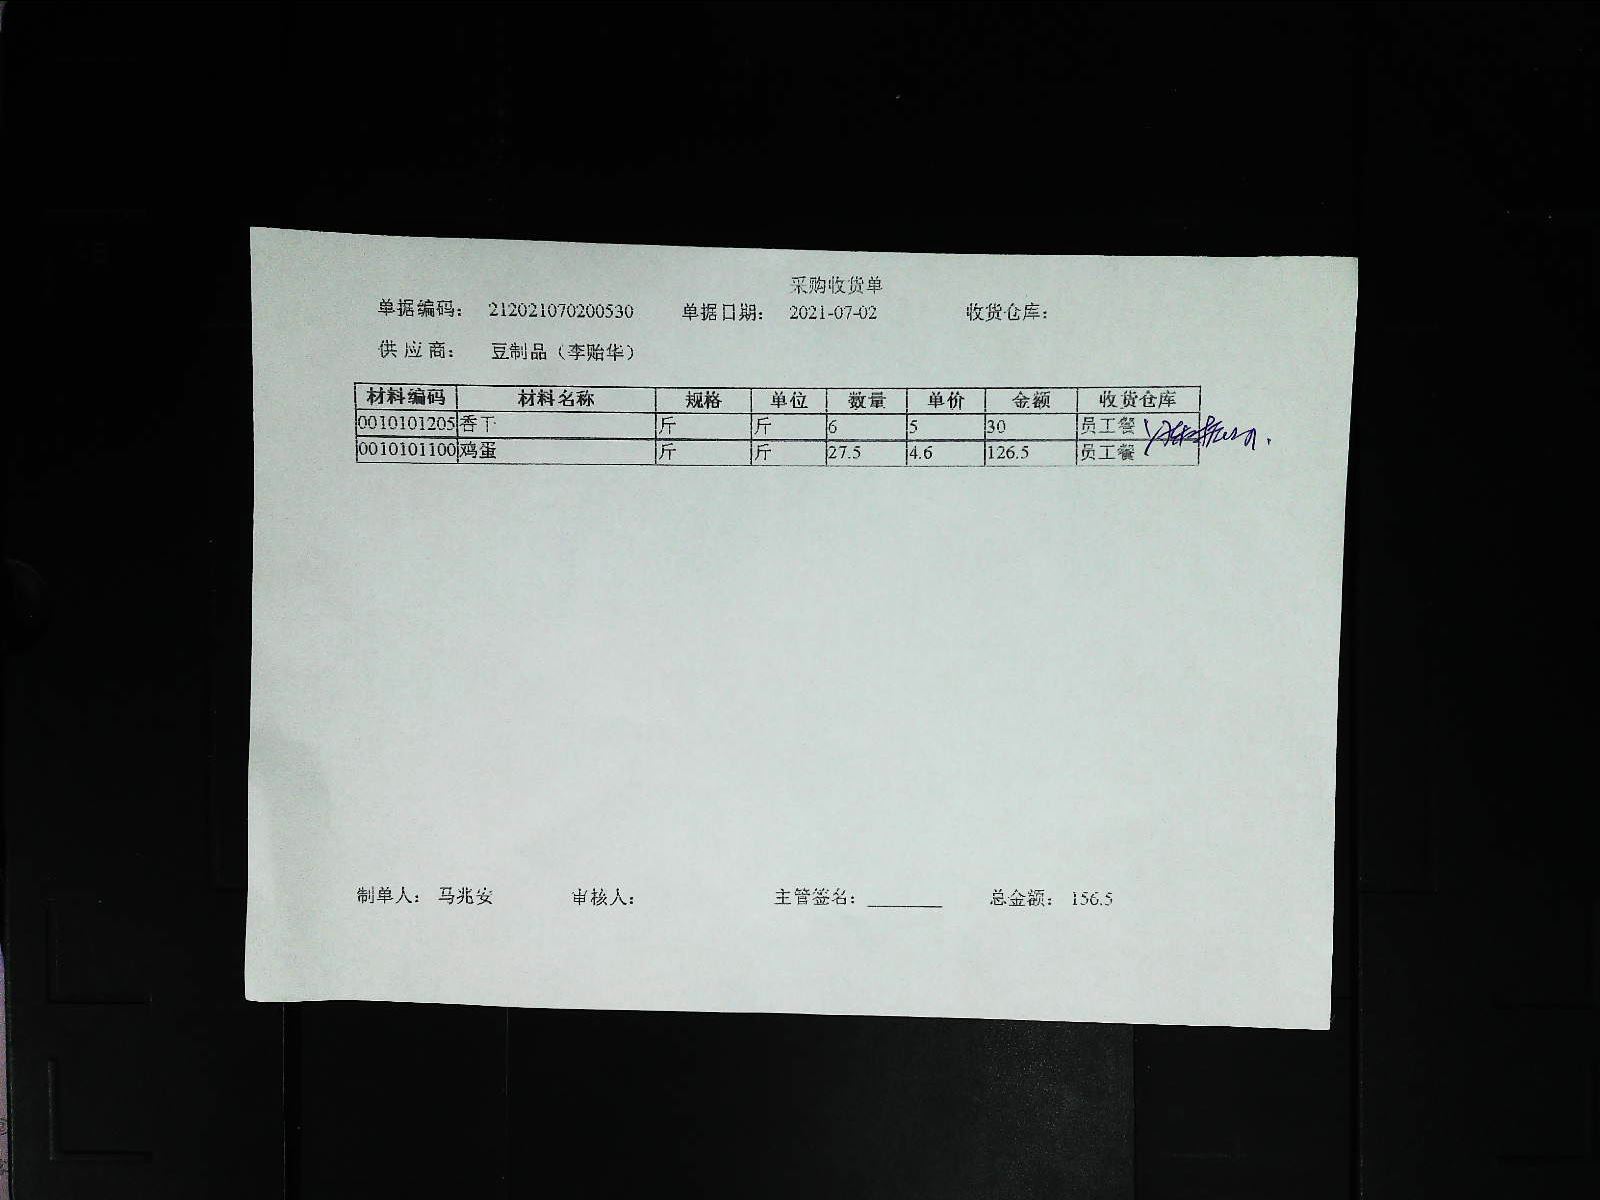 采购收货单
单据编码： 212021070200530 单据日期： 2021-07-02 收货仓库：
供 应 商： 豆制品（李贻华）
材料编码 材料名称 规格 单位 数量 单价 金额 收货仓库
0010101205 香干 斤 斤 6 5 30 员工餐
0010101100 鸡蛋 斤 斤 27.5 4.6 126.5 员工餐
制单人： 马兆安 审核人： 主管签名： 总金额： 156.5